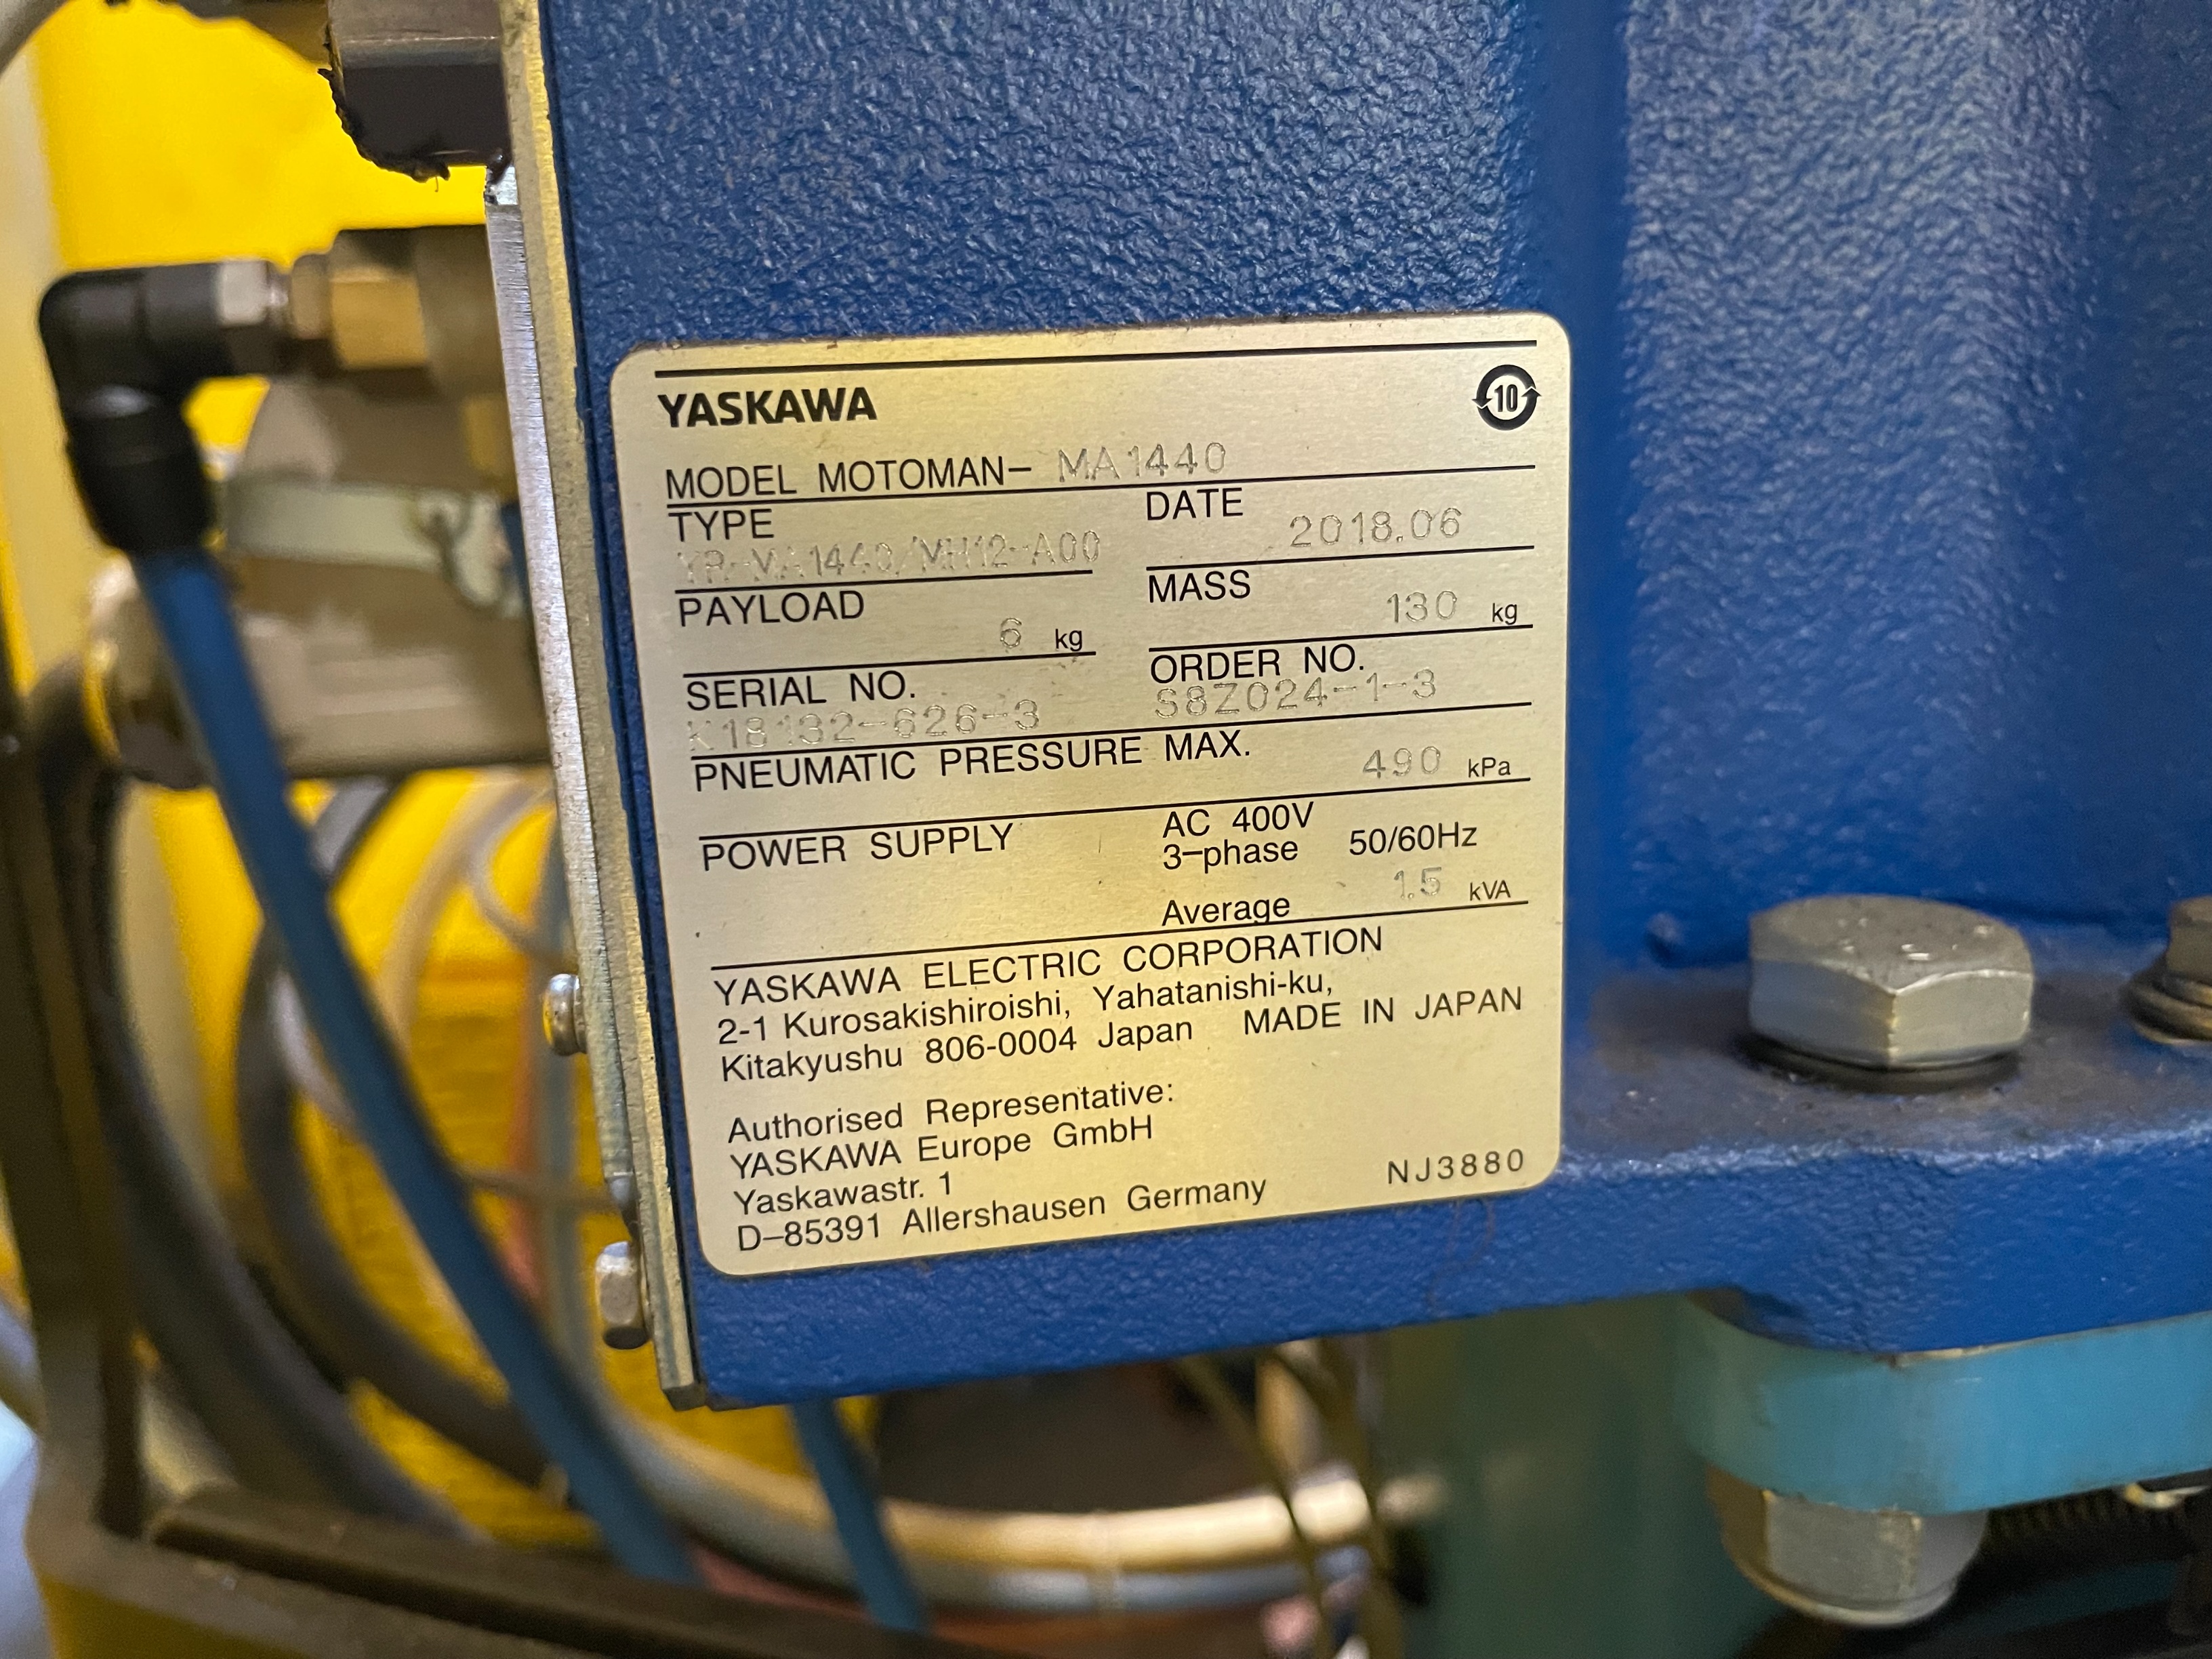 YASKAWA
10
MODEL MOTOMAN- MA1440
TYPE
YR-MA1440/MH12-A00
DATE
2018.06
PAYLOAD
6 kg
MASS
130 kg
SERIAL NO.
K18132-626-3
ORDER NO.
S8Z024-1-3
PNEUMATIC PRESSURE MAX. 490 kPa
POWER SUPPLY
AC 400V
3-phase 50/60Hz
Average 1.5 kVA
YASKAWA ELECTRIC CORPORATION
2-1 Kurosakishiroishi, Yahatanishi-ku,
Kitakyushu 806-0004 Japan MADE IN JAPAN
Authorised Representative:
YASKAWA Europe GmbH
Yaskawastr. 1
D-85391 Allershausen Germany
NJ3880